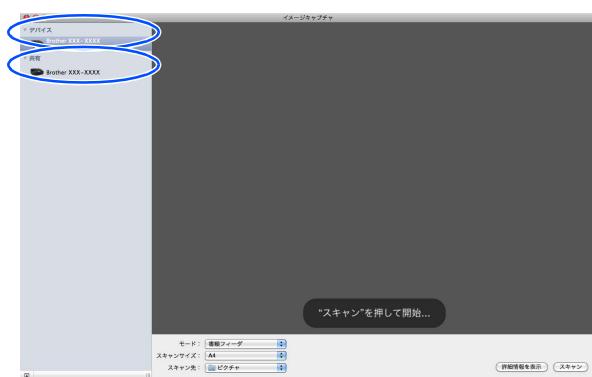 イメージキャプチャ
デバイス
Brother XXX-XXXX
共有
Brother XXX-XXXX
"スキャン"を押して開始...
モード： 書類フィーダ
スキャンサイズ： A4
スキャン先： ピクチャ
詳細情報を表示 スキャン